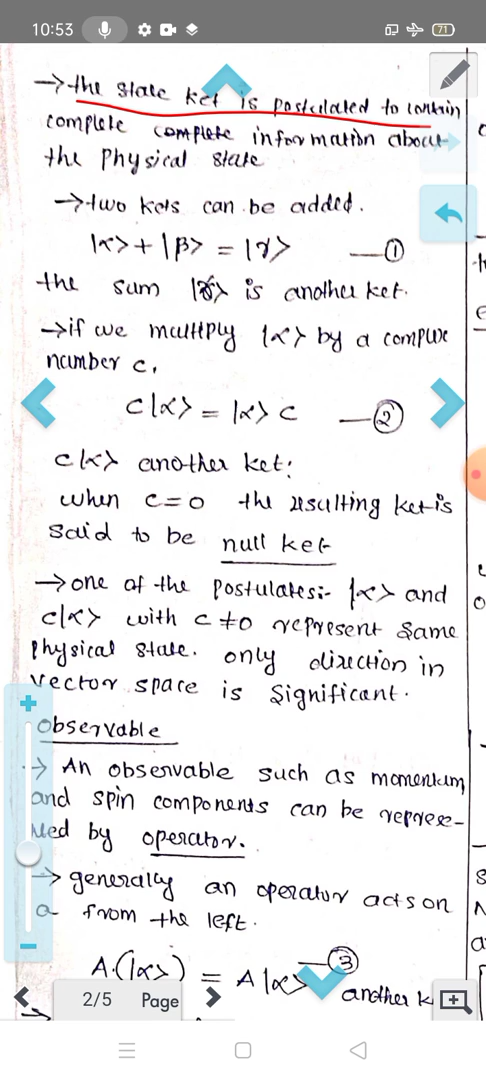 10:53
71
→the state ket is postulated to contain
complete complete information about
the physical state
→two kets can be added.
|α> + |β> = |γ> —①
the sum |γ> is another ket.
→if we multiply |α> by a complex
number c,
c|α> = |α> c —②
c|α> another ket;
when c=0 the resulting ket is
said to be null ket
→one of the postulates:- |α> and
c|α> with c≠0 represent same
physical state. only direction in
vector space is significant.
observable
→ An observable such as momentum
and spin components can be represe-
nted by operator.
→ generally an operator acts on
a from the left.
A.(|α>) = A|α> —③
another k
2/5 Page